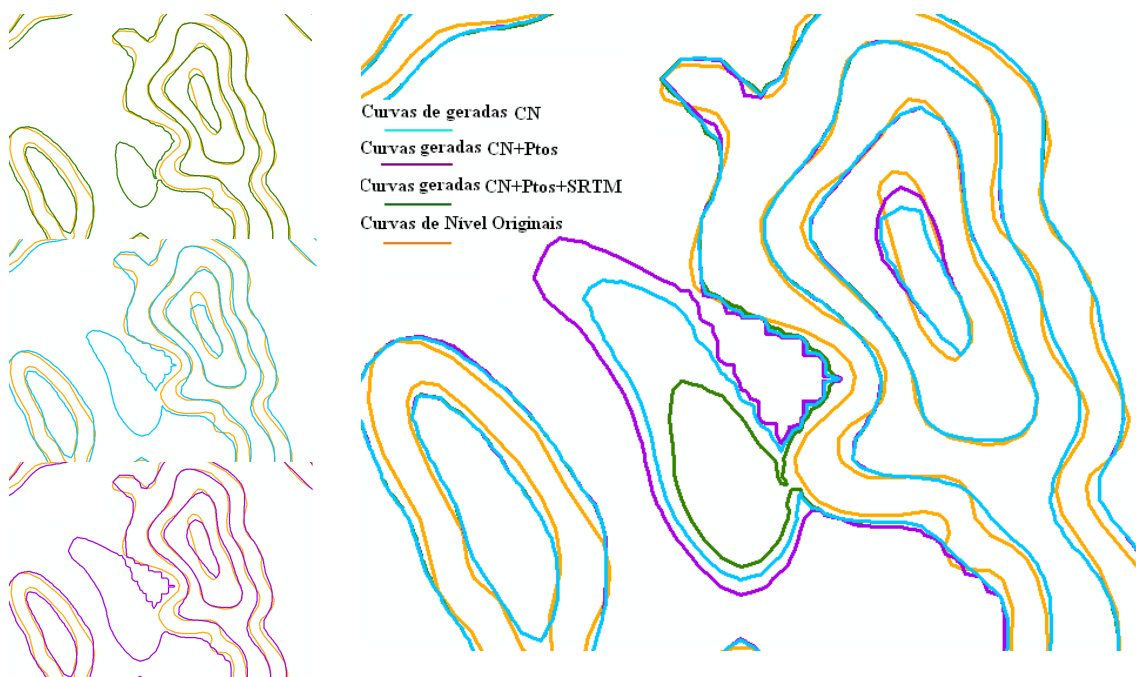 Curvas de geradas CN
Curvas geradas CN+Ptos
Curvas geradas CN+Ptos+SRTM
Curvas de Nível Originais